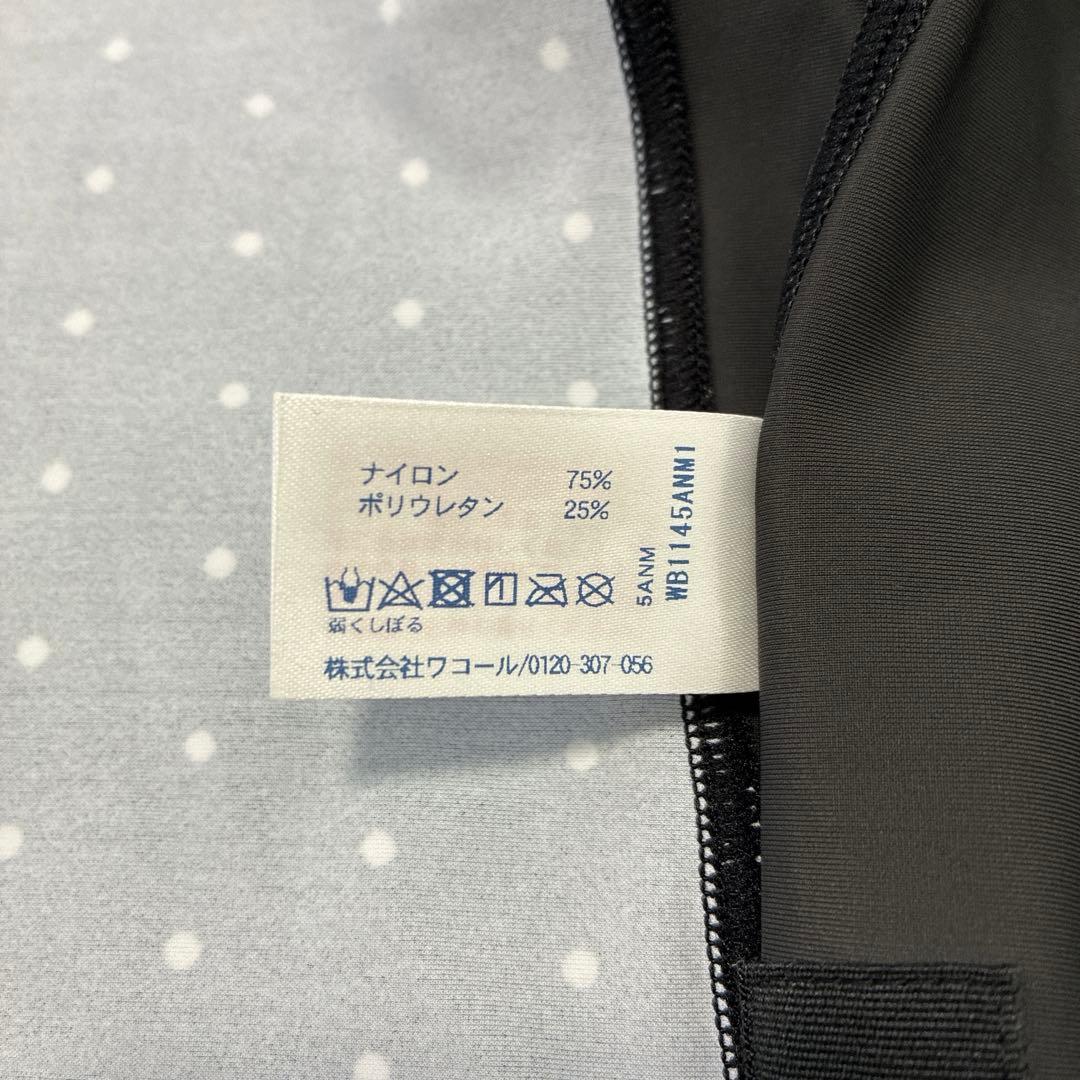 ナイロン 75%
ポリウレタン 25%
弱くしぼる
株式会社ワコール/0120-307-056
5ANM
WB1145ANM1